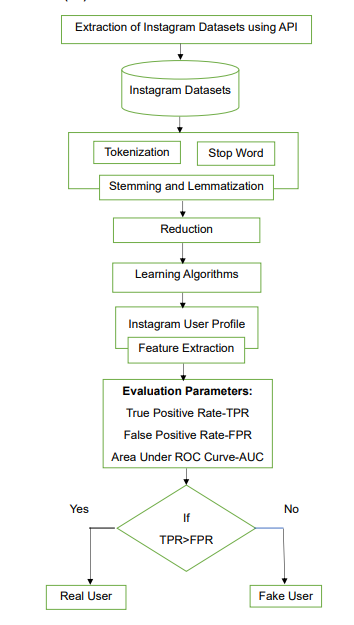 Extraction of Instagram Datasets using API
Instagram Datasets
Tokenization
Stop Word
Stemming and Lemmatization
Reduction
Learning Algorithms
Instagram User Profile
Feature Extraction
Evaluation Parameters:
True Positive Rate-TPR
False Positive Rate-FPR
Area Under ROC Curve-AUC
Yes
No
If
TPR>FPR
Real User
Fake User